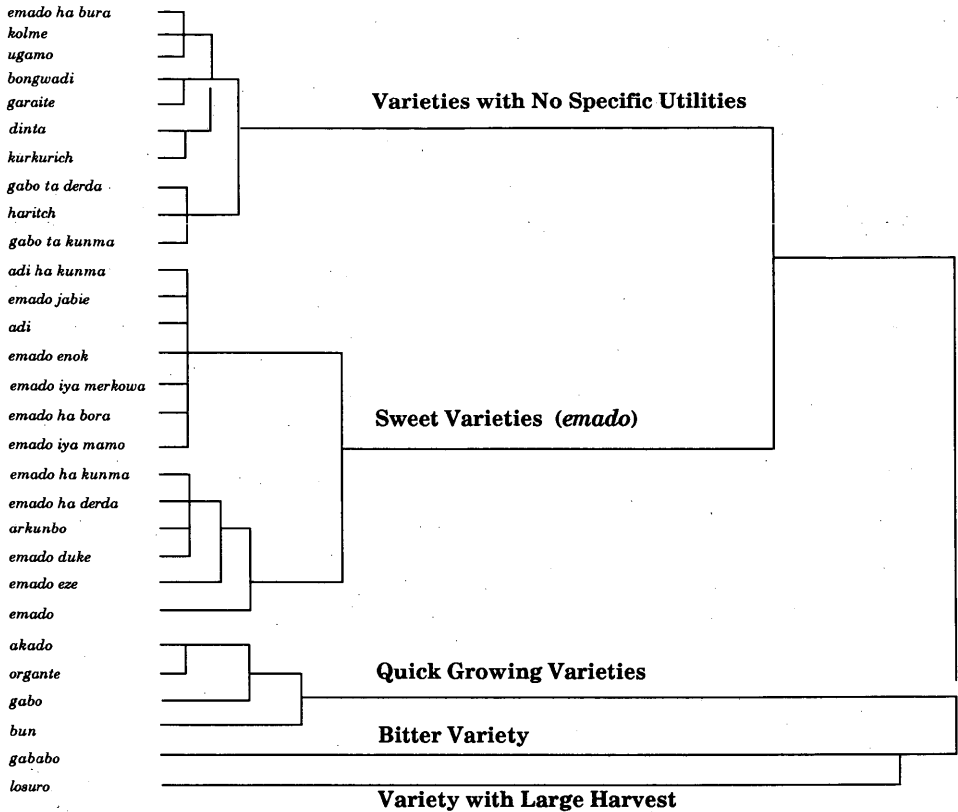 emado ha bura
kolme
ugamo
bongwadi
garaite
dinta
kurkurich
gabo ta derda
haritch
gabo ta kunma
adi ha kunma
emado jabie
adi
emado enok
emado iya merkowa
emado ha bora
emado iya mamo
emado ha kunma
emado ha derda
arkunbo
emado duke
emado eze
emado
akado
organte
gabo
bun
gababo
losuro
Varieties with No Specific Utilities
Sweet Varieties (emado)
Quick Growing Varieties
Bitter Variety
Variety with Large Harvest